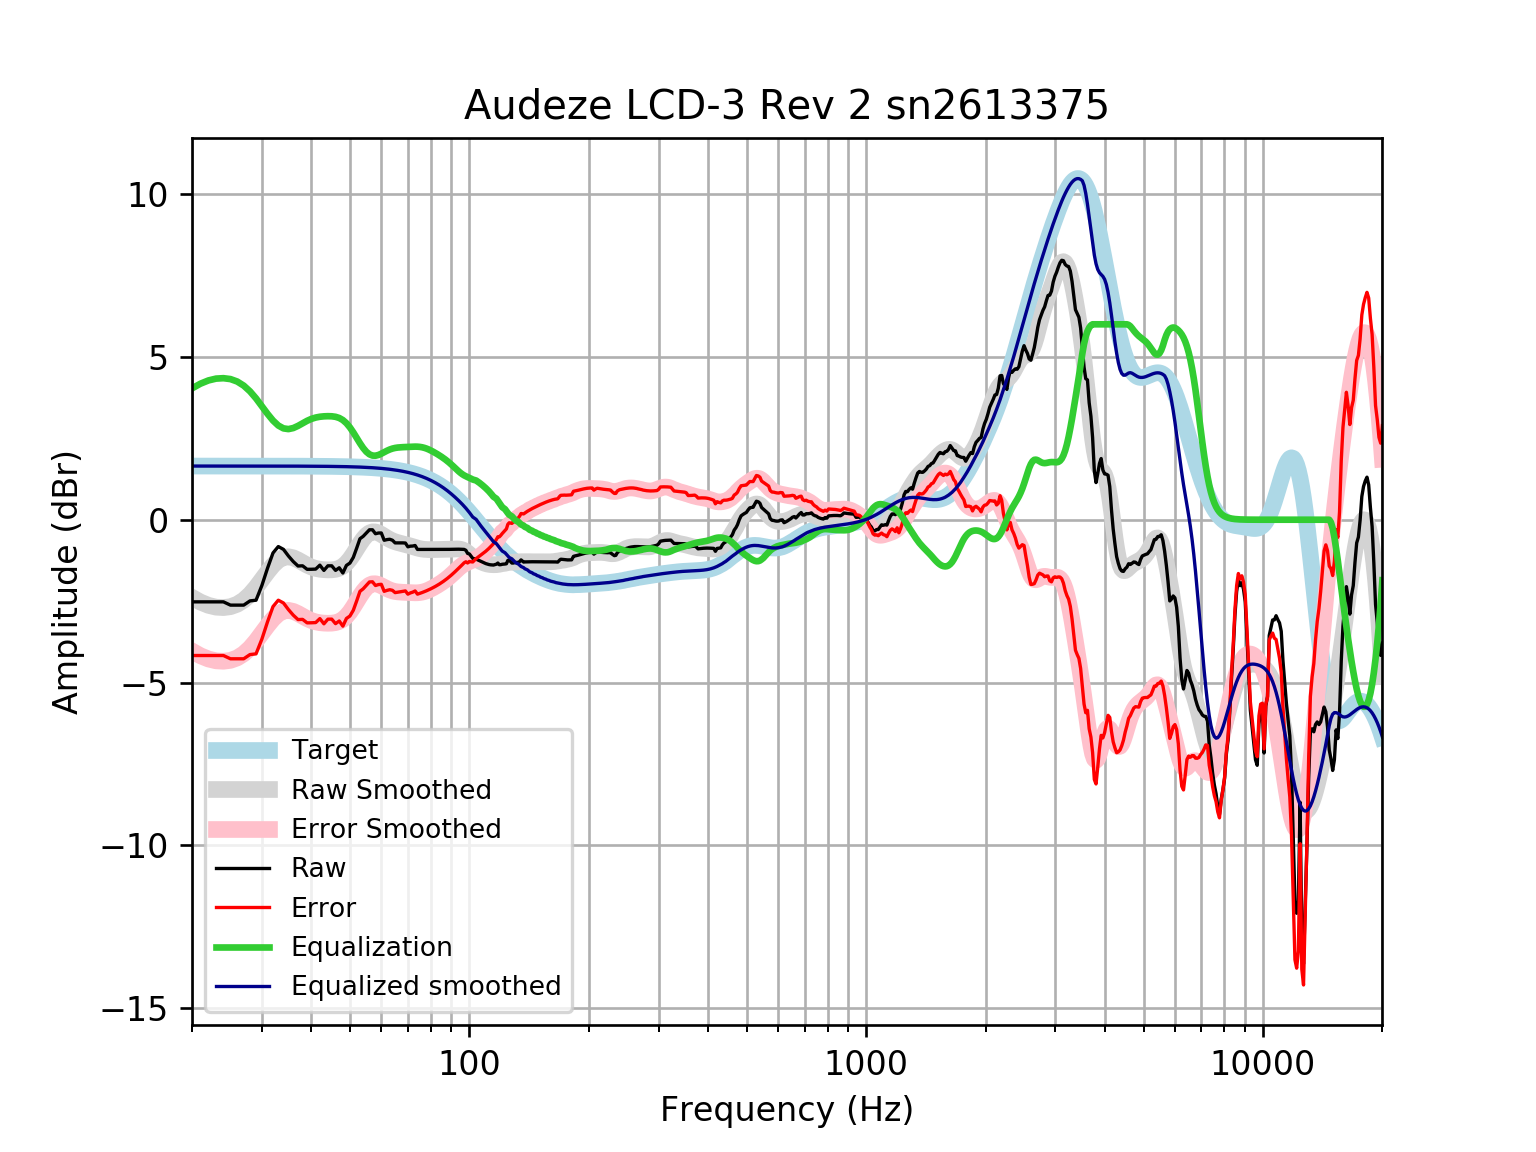 Audeze LCD-3 Rev 2 sn2613375
10
5
0
−5
−10
−15
Amplitude (dBr)
Target
Raw Smoothed
Error Smoothed
Raw
Error
Equalization
Equalized smoothed
100
1000
10000
Frequency (Hz)